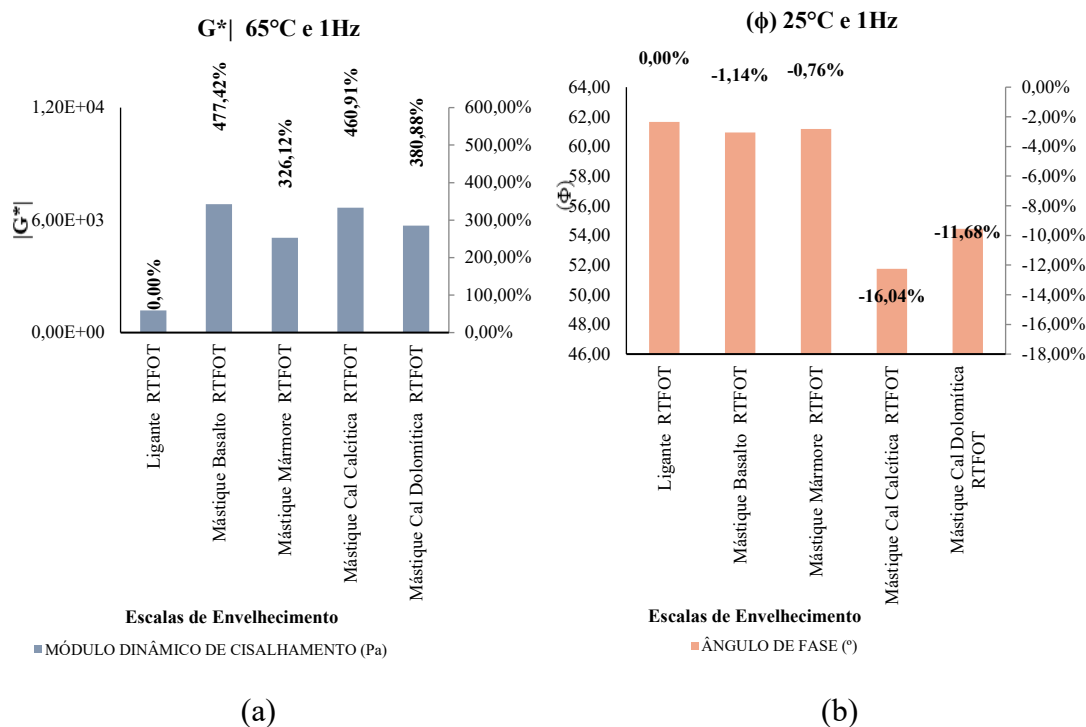 G*| 65°C e 1Hz
1,20E+04
6,00E+03
0,00E+00
|G*|
0,00%
477,42%
326,12%
460,91%
380,88%
600,00%
500,00%
400,00%
300,00%
200,00%
100,00%
0,00%
Ligante RTFOT
Mástique Basalto RTFOT
Mástique Mármore RTFOT
Mástique Cal Calcítica RTFOT
Mástique Cal Dolomítica RTFOT
Escalas de Envelhecimento
MÓDULO DINÂMICO DE CISALHAMENTO (Pa)
(a)
(ϕ) 25°C e 1Hz
64,00
62,00
60,00
58,00
56,00
54,00
52,00
50,00
48,00
46,00
(Φ)
0,00%
-1,14%
-0,76%
-16,04%
-11,68%
0,00%
-2,00%
-4,00%
-6,00%
-8,00%
-10,00%
-12,00%
-14,00%
-16,00%
-18,00%
Ligante RTFOT
Mástique Basalto RTFOT
Mástique Mármore RTFOT
Mástique Cal Calcítica RTFOT
Mástique Cal Dolomítica
RTFOT
Escalas de Envelhecimento
ÂNGULO DE FASE (º)
(b)